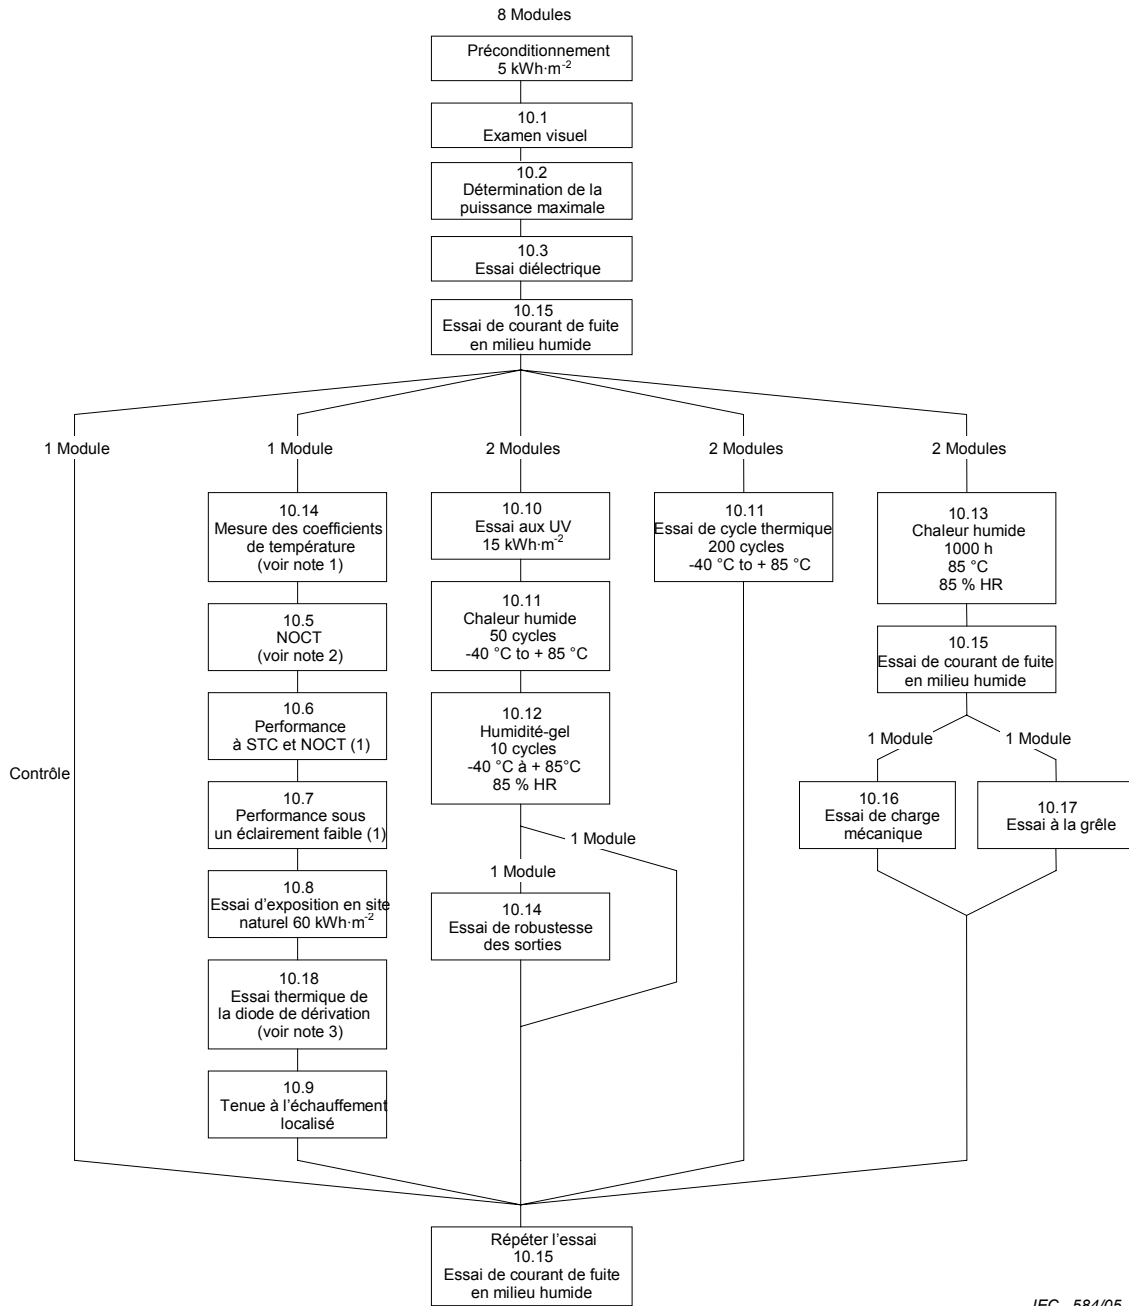 8 Modules
Préconditionnement
5 kWh·m-2
10.1
Examen visuel
10.2
Détermination de la
puissance maximale
10.3
Essai diélectrique
10.15
Essai de courant de fuite
en milieu humide
1 Module
1 Module
2 Modules
2 Modules
2 Modules
Contrôle
10.14
Mesure des coefficients
de température
(voir note 1)
10.5
NOCT
(voir note 2)
10.6
Performance
à STC et NOCT (1)
10.7
Performance sous
un éclairement faible (1)
10.8
Essai d'exposition en site
naturel 60 kWh·m-2
10.18
Essai thermique de
la diode de dérivation
(voir note 3)
10.9
Tenue à l'échauffement
localisé
10.10
Essai aux UV
15 kWh·m-2
10.11
Chaleur humide
50 cycles
-40 °C to + 85 °C
10.12
Humidité-gel
10 cycles
-40 °C à + 85°C
85 % HR
1 Module
1 Module
10.14
Essai de robustesse
des sorties
10.11
Essai de cycle thermique
200 cycles
-40 °C to + 85 °C
10.13
Chaleur humide
1000 h
85 °C
85 % HR
10.15
Essai de courant de fuite
en milieu humide
1 Module
1 Module
10.16
Essai de charge
mécanique
10.17
Essai à la grêle
Répéter l'essai
10.15
Essai de courant de fuite
en milieu humide
IEC 584/05